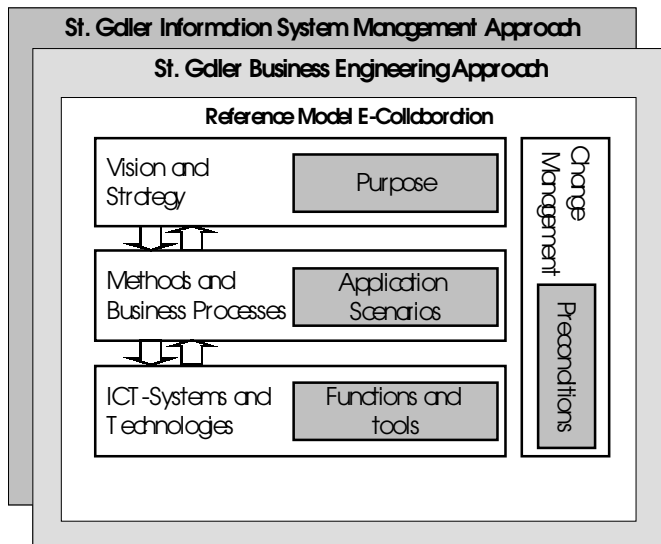 St. Galler Information System Management Approach
St. Galler Business Engineering Approach
Reference Model E-Collaboration
Vision and
Strategy
Purpose
Methods and
Business Processes
Application
Scenarios
ICT-Systems and
Technologies
Functions and
tools
Change
Management
Preconditions